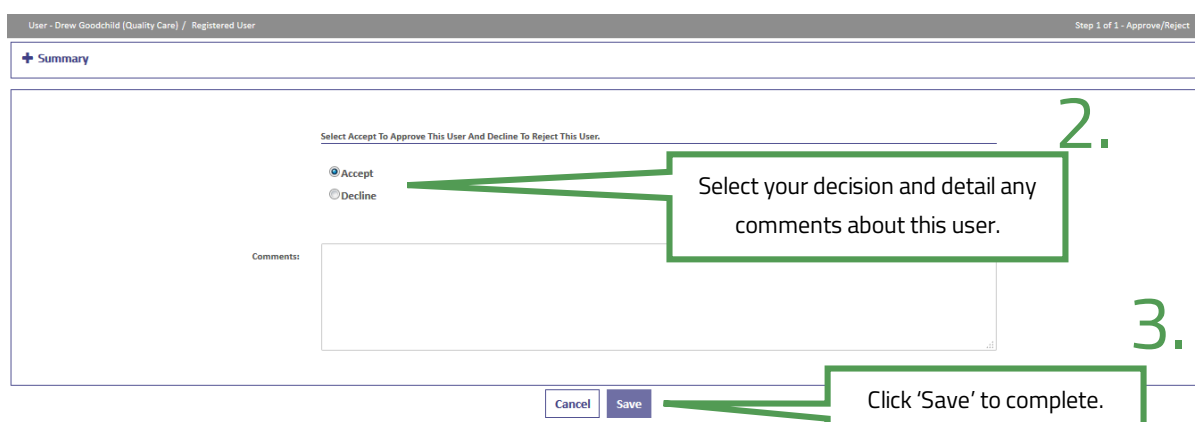 User - Drew Goodchild (Quality Care) / Registered User
Step 1 of 1 - Approve/Reject
+ Summary
2.
Select Accept To Approve This User And Decline To Reject This User.
Accept
Decline
Select your decision and detail any
comments about this user.
Comments:
3.
Cancel
Save
Click ‘Save’ to complete.